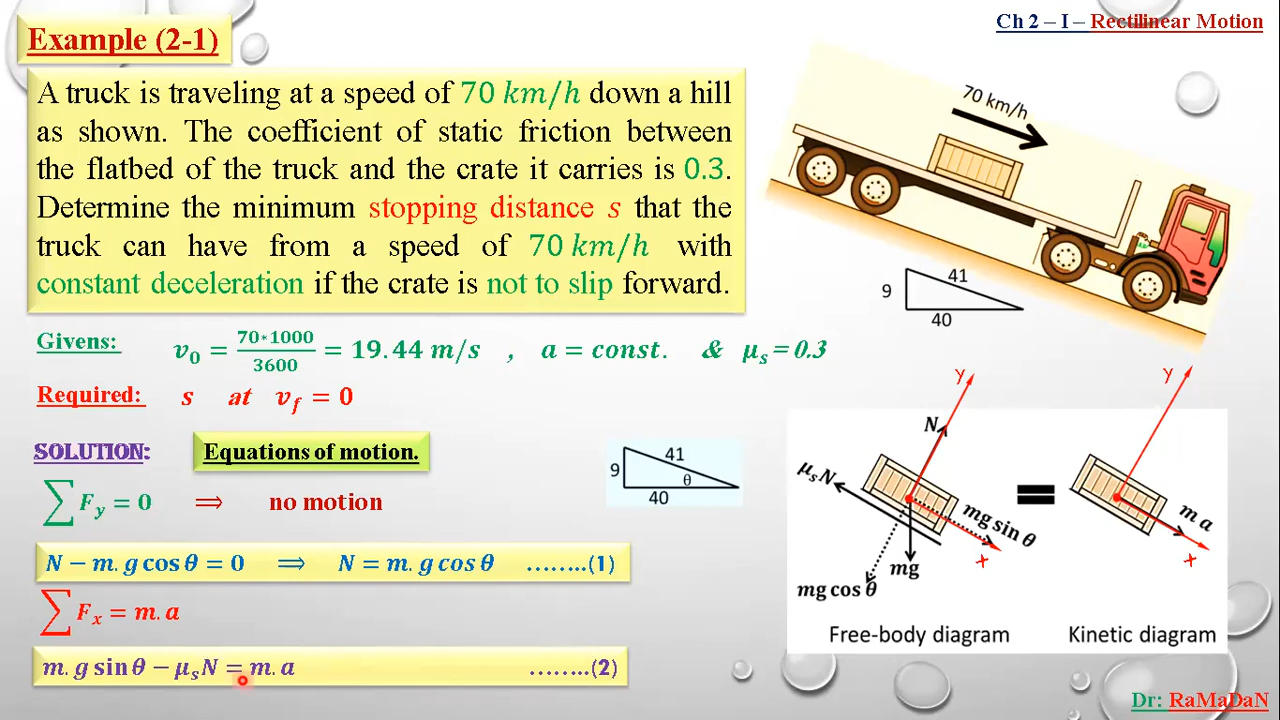 Example (2-1)
Ch 2 – I – Rectilinear Motion
A truck is traveling at a speed of 70 km/h down a hill
as shown. The coefficient of static friction between
the flatbed of the truck and the crate it carries is 0.3.
Determine the minimum stopping distance s that the
truck can have from a speed of 70 km/h with
constant deceleration if the crate is not to slip forward.
70 km/h
41
9
40
Givens: v₀ = 70*1000/3600 = 19.44 m/s , a = const. & μₛ = 0.3
Required: s at v_f = 0
SOLUTION: Equations of motion.
∑ F_y = 0 ⟹ no motion
41
9
θ
40
N − m. g cos θ = 0 ⟹ N = m. g cos θ ........(1)
∑ F_x = m. a
m. g sin θ − μₛN = m. a ........(2)
y
N
μₛN
mg sin θ
x
mg
mg cos θ
Free-body diagram
=
y
m a
x
Kinetic diagram
Dr: RaMaDaN